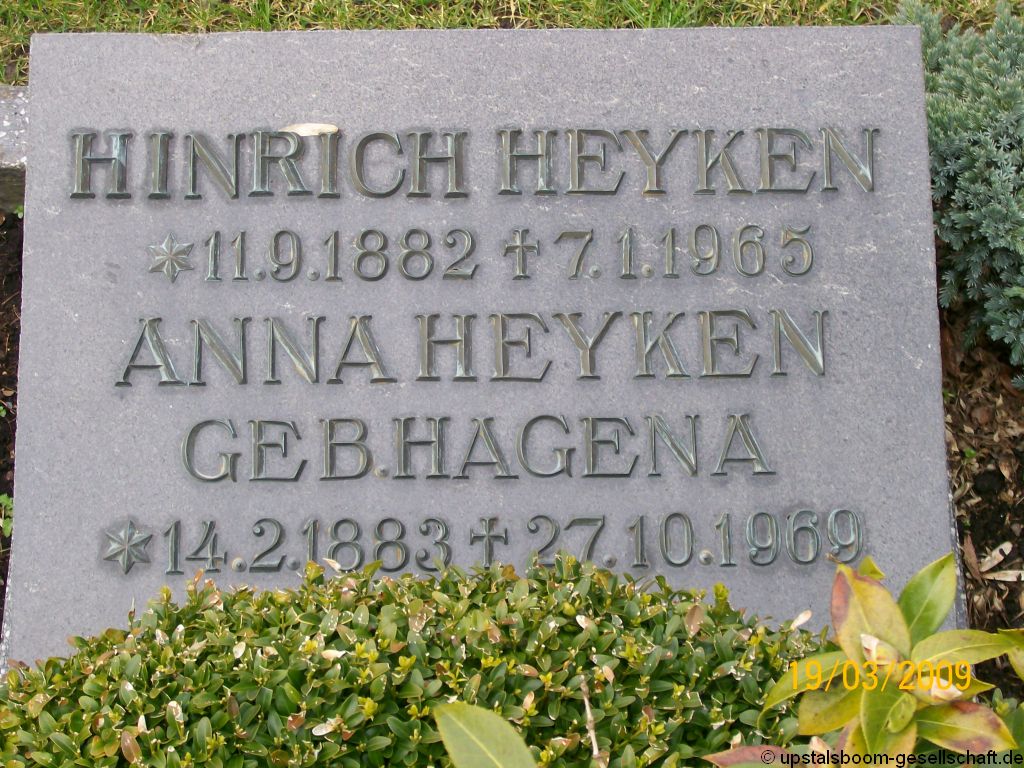 HINRICH HEYKEN
*11.9.1882 †7.1.1965
ANNA HEYKEN
GEB.HAGENA
*14.2.1883 †27.10.1969
19/03/2009
© upstalsboom-gesellschaft.de